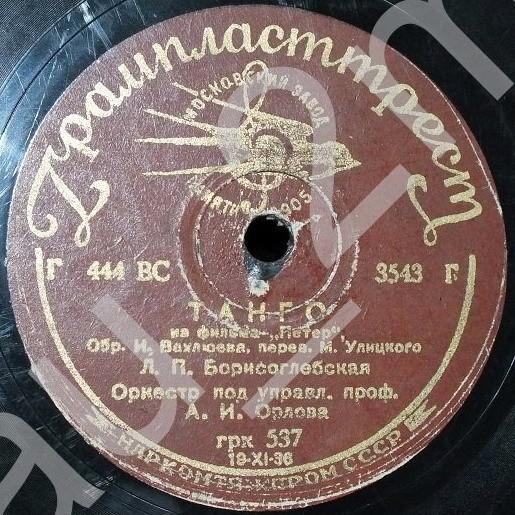 Грампласттрест
МОСКОВСКИЙ ЗАВОД
ПАМЯТИ 1905
Г 444 ВС 3543 Г
ТАНГО
из фильма-„Петер"
Обр. И. Вахлюева, перев. М. Улицкого
Л. П. Борисоглебская
Оркестр под управл. проф.
А. И. Орлова
грк 537
19-XI-36
НАРКОМТЯЖПРОМ СССР